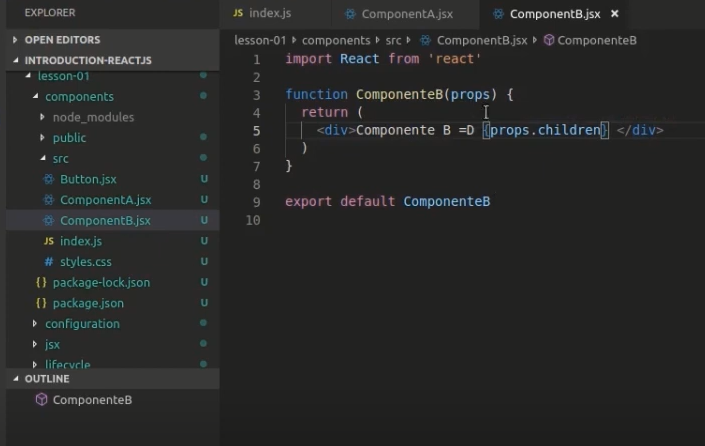 EXPLORER
OPEN EDITORS
INTRODUCTION-REACTJS
lesson-01
components
node_modules
public
src
Button.jsx U
ComponentA.jsx U
ComponentB.jsx U
JS index.js U
# styles.css U
{} package-lock.json U
{} package.json U
configuration
jsx
lifecycle
OUTLINE
ComponenteB
JS index.js ComponentA.jsx ComponentB.jsx ×
lesson-01 › components › src › ComponentB.jsx › ComponenteB
1 import React from 'react'
2
3 function ComponenteB(props) {
4 return (
5 <div>Componente B =D {props.children} </div>
6 )
7 }
8
9 export default ComponenteB
10